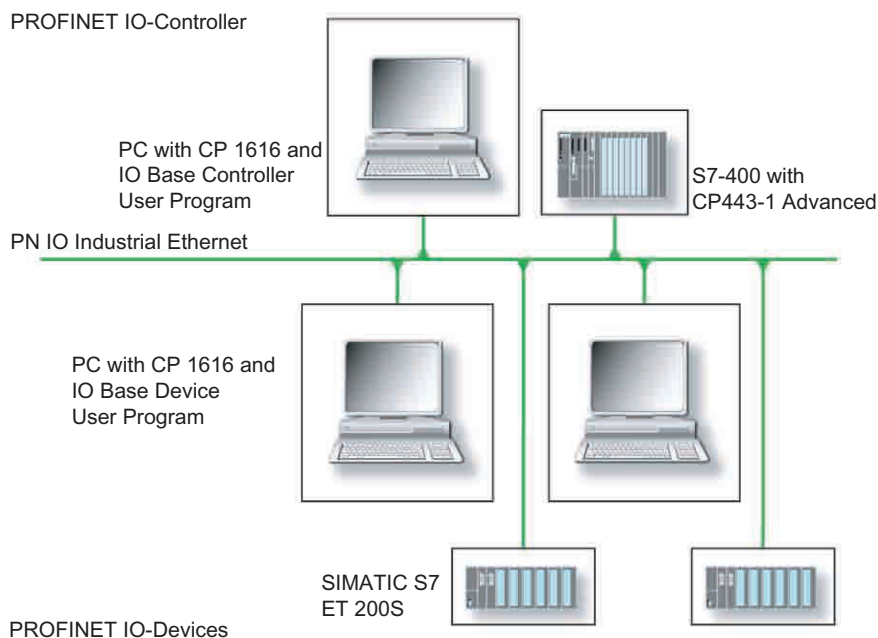 PROFINET IO-Controller
PC with CP 1616 and
IO Base Controller
User Program
S7-400 with
CP443-1 Advanced
PN IO Industrial Ethernet
PC with CP 1616 and
IO Base Device
User Program
SIMATIC S7
ET 200S
PROFINET IO-Devices